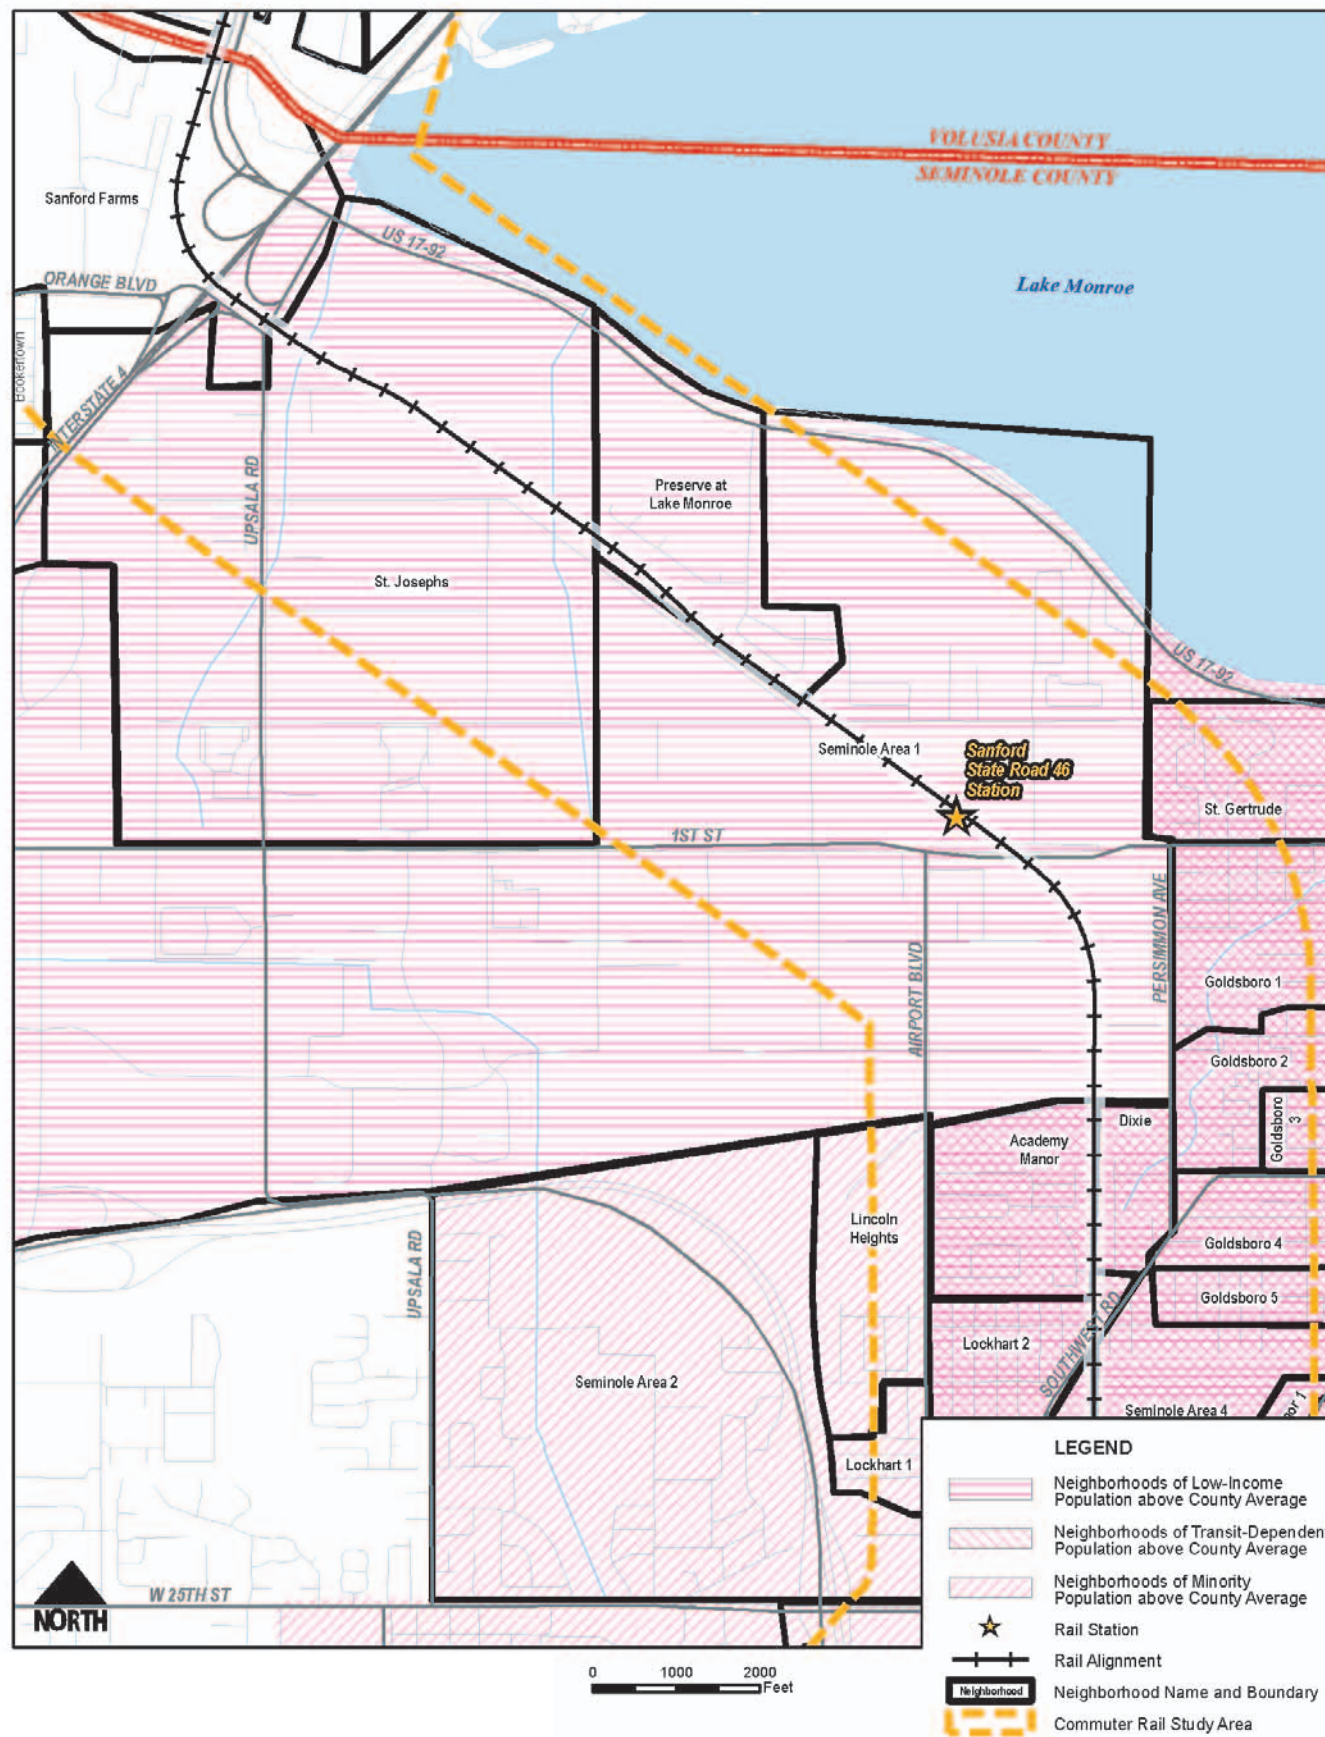 VOLUSIA COUNTY
SEMINOLE COUNTY
Sanford Farms
US 17-92
Lake Monroe
ORANGE BLVD
Bookertown
INTERSTATE 4
UPSALA RD
Preserve at
Lake Monroe
St. Josephs
US 17-92
Seminole Area 1
Sanford
State Road 46
Station
St. Gertrude
1ST ST
PERSIMMON AVE
AIRPORT BLVD
Goldsboro 1
Goldsboro 2
Goldsboro
3
Dixie
Academy
Manor
Lincoln
Heights
UPSALA RD
Goldsboro 4
Goldsboro 5
SOUTHWEST RD
Lockhart 2
Seminole Area 2
Seminole Area 4
or 1
Lockhart 1
W 25TH ST
NORTH
LEGEND
Neighborhoods of Low-Income
Population above County Average
Neighborhoods of Transit-Dependen
Population above County Average
Neighborhoods of Minority
Population above County Average
Rail Station
Rail Alignment
Neighborhood
Neighborhood Name and Boundary
Commuter Rail Study Area
0 1000 2000
Feet